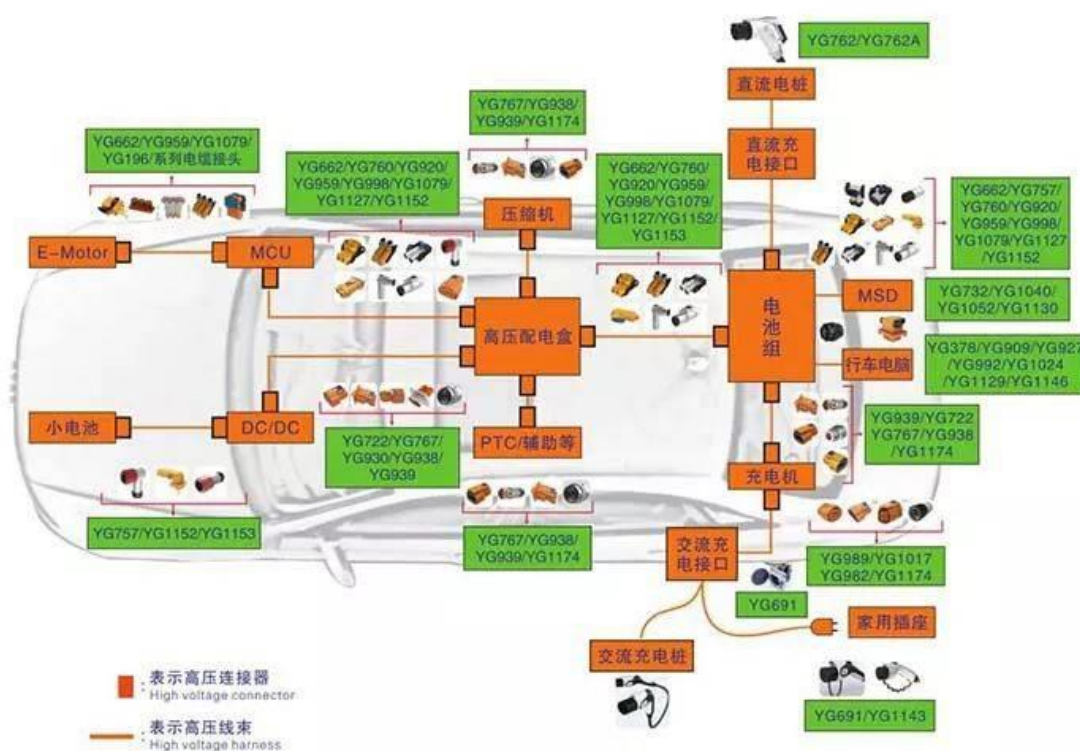 YG762/YG762A
直流电桩
直流充
电接口
YG767/YG938/
YG939/YG1174
YG662/YG959/YG1079/
YG196/系列电缆接头
YG662/YG760/YG920/
YG959/YG998/YG1079/
YG1127/YG1152
YG662/YG760/
YG920/YG959/
YG998/YG1079/
YG1127/YG1152/
YG1153
YG662/YG757/
YG760/YG920/
YG959/YG998/
YG1079/YG1127
/YG1152
压缩机
E-Motor
MCU
高压配电盒
电池组
MSD
YG732/YG1040/
YG1052/YG1130
行车电脑
YG378/YG909/YG927
/YG992/YG1024
/YG1129/YG1146
小电池
DC/DC
PTC/辅助等
YG722/YG767/
YG930/YG938/
YG939
YG939/YG722
YG767/YG938
/YG1174
充电机
YG757/YG1152/YG1153
YG767/YG938/
YG939/YG1174
交流充
电接口
YG989/YG1017
YG982/YG1174
YG691
家用插座
交流充电桩
YG691/YG1143
: 表示高压连接器
High voltage connector
: 表示高压线束
High voltage harness